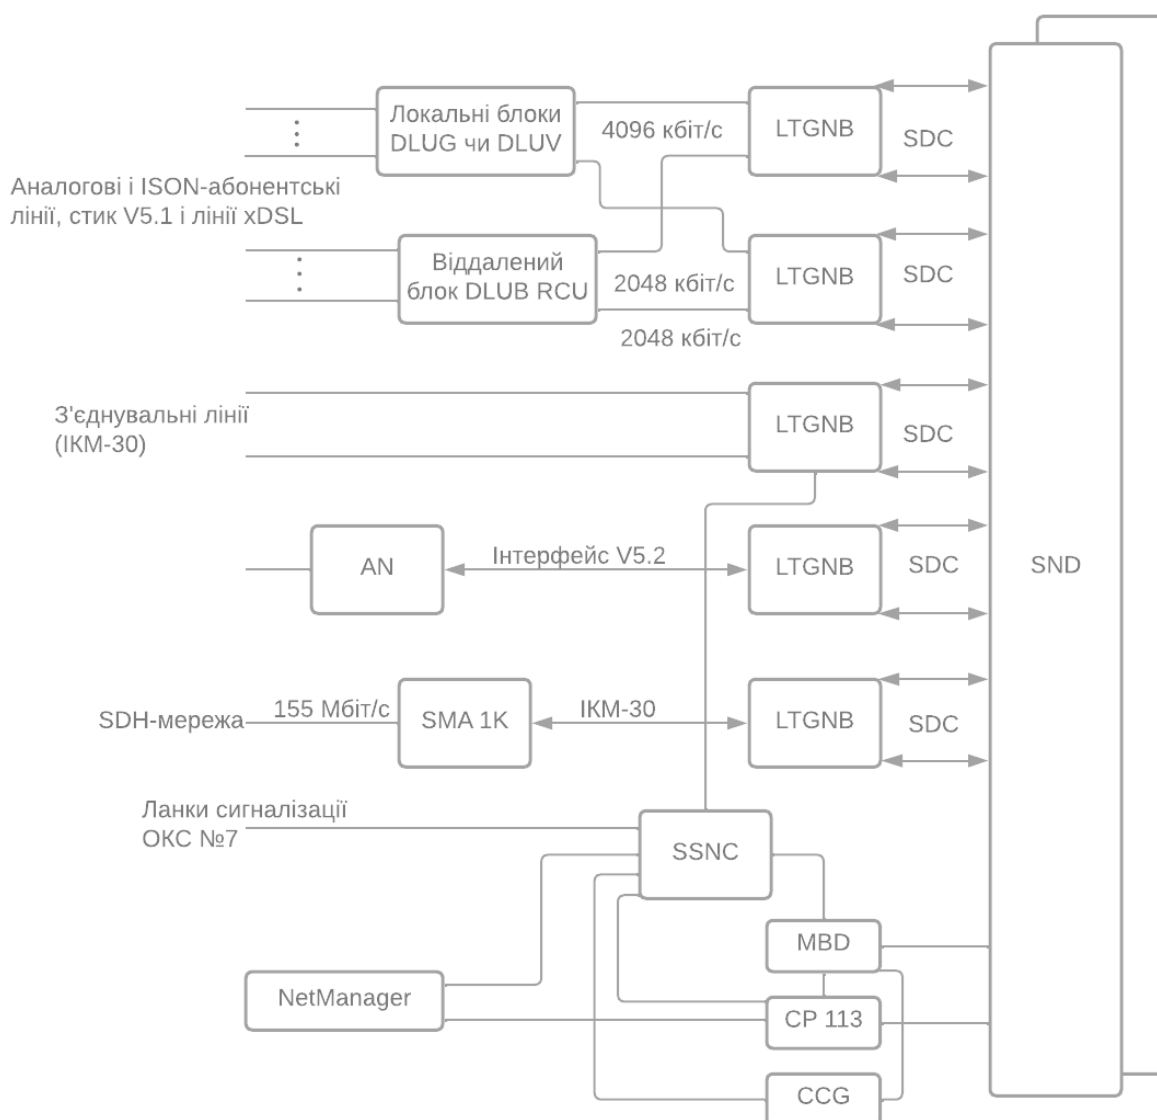 Локальні блоки
DLUG чи DLUV
4096 кбіт/с
LTGNB
SDC
Аналогові і ISON-абонентські
лінії, стик V5.1 і лінії xDSL
Віддалений
блок DLUB RCU
2048 кбіт/с
LTGNB
SDC
2048 кбіт/с
З'єднувальні лінії
(ІКМ-30)
LTGNB
SDC
AN
Інтерфейс V5.2
LTGNB
SDC
SND
SDH-мережа
155 Мбіт/с
SMA 1K
ІКМ-30
LTGNB
SDC
Ланки сигналізації
ОКС №7
SSNC
MBD
NetManager
CP 113
CCG